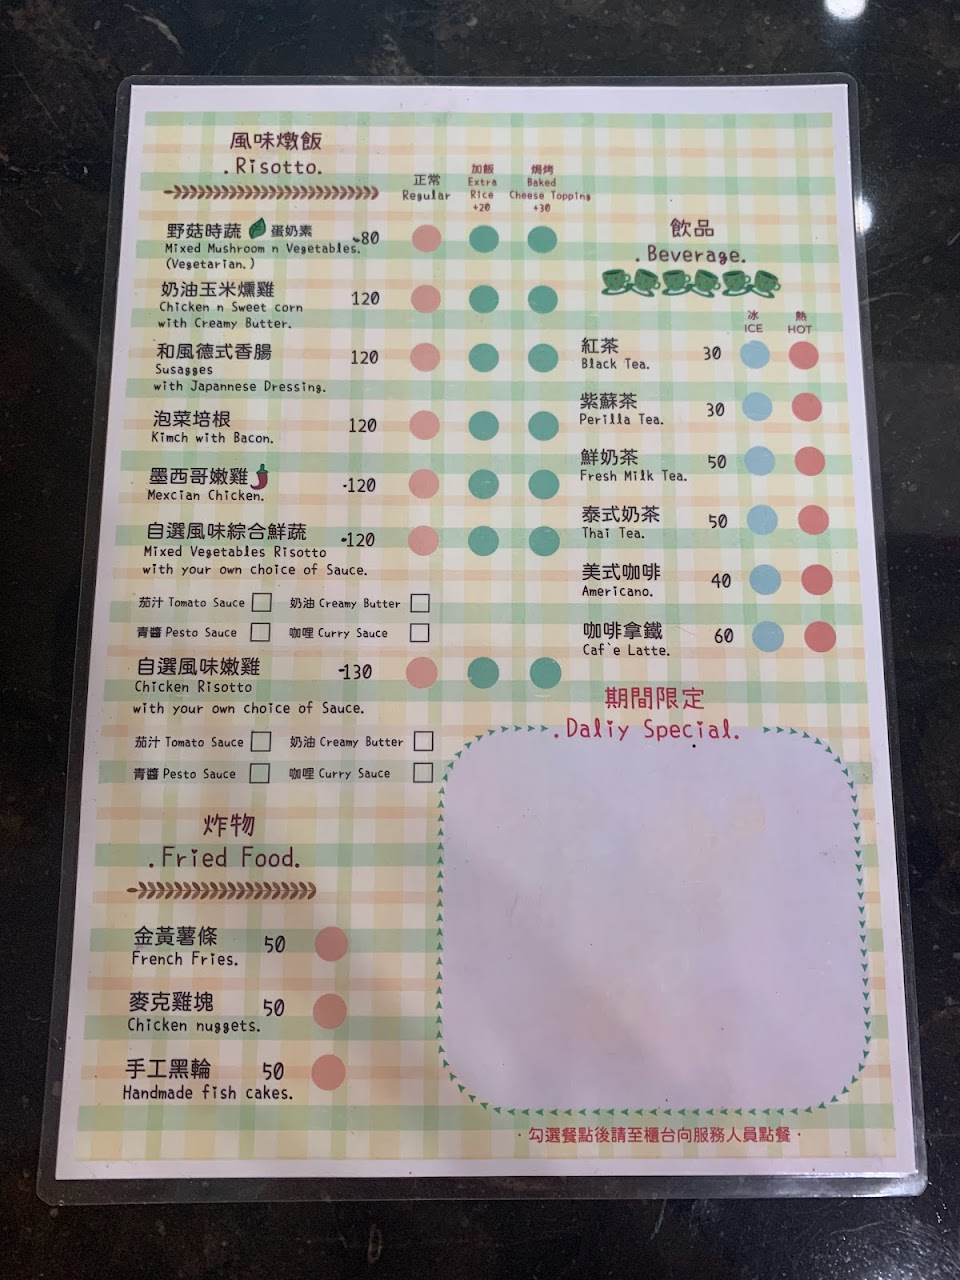 風味燉飯
.Risotto.
正常
Regular
加飯
Extra
Rice
+20
焗烤
Baked
Cheese Topping
+30
野菇時蔬 蛋奶素 80
Mixed Mushroom n Vegetables.
(Vegetarian.)
奶油玉米燻雞 120
Chicken n Sweet corn
with Creamy Butter.
和風德式香腸 120
Susagges
with Japannese Dressing.
泡菜培根 120
Kimch with Bacon.
墨西哥嫩雞 120
Mexcian Chicken.
自選風味綜合鮮蔬 120
Mixed Vegetables Risotto
with your own choice of Sauce.
茄汁 Tomato Sauce 奶油 Creamy Butter
青醬 Pesto Sauce 咖哩 Curry Sauce
自選風味嫩雞 130
Chicken Risotto
with your own choice of Sauce.
茄汁 Tomato Sauce 奶油 Creamy Butter
青醬 Pesto Sauce 咖哩 Curry Sauce
炸物
.Fried Food.
金黃薯條 50
French Fries.
麥克雞塊 50
Chicken nuggets.
手工黑輪 50
Handmade fish cakes.
飲品
.Beverage.
冰 熱
ICE HOT
紅茶 30
Black Tea.
紫蘇茶 30
Perilla Tea.
鮮奶茶 50
Fresh Milk Tea.
泰式奶茶 50
Thai Tea.
美式咖啡 40
Americano.
咖啡拿鐵 60
Caf`e Latte.
期間限定
.Daliy Special.
·勾選餐點後請至櫃台向服務人員點餐·